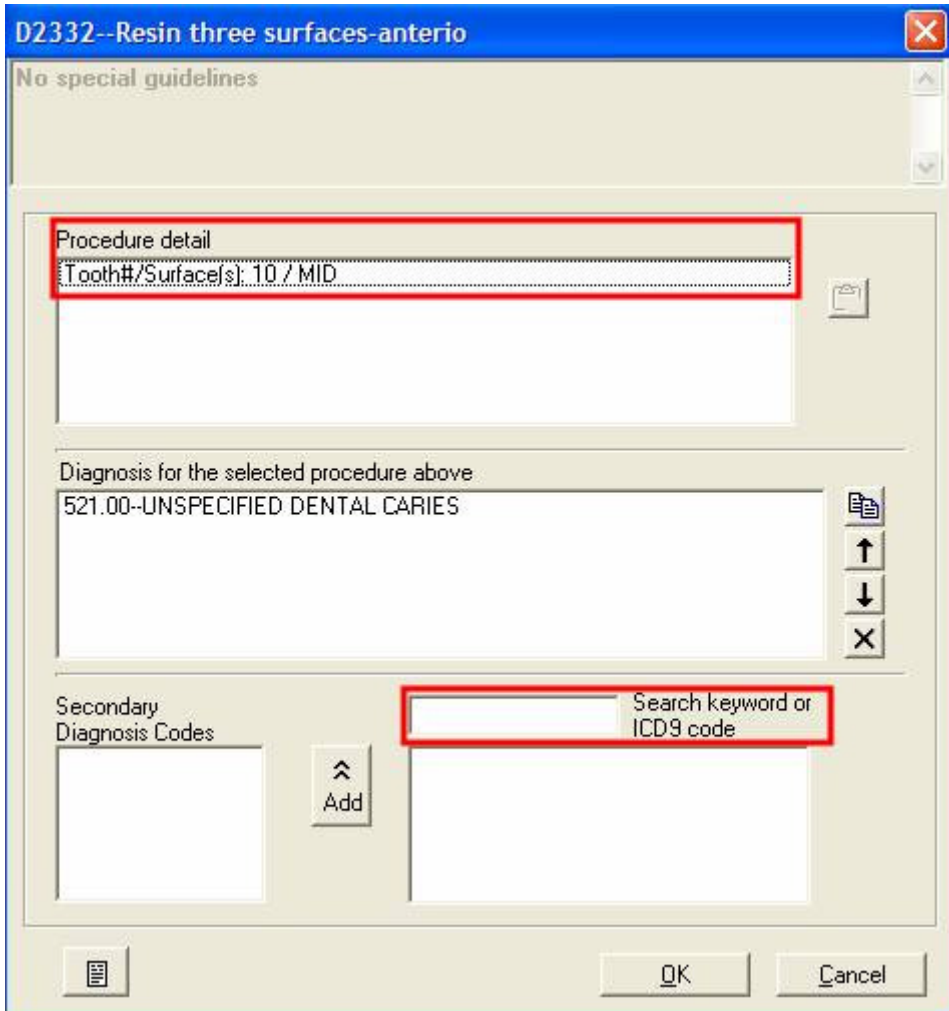 D2332--Resin three surfaces-anterio
No special guidelines
Procedure detail
Tooth#/Surface(s): 10 / MID
Diagnosis for the selected procedure above
521.00--UNSPECIFIED DENTAL CARIES
Secondary
Diagnosis Codes
Search keyword or
ICD9 code
Add
OK
Cancel